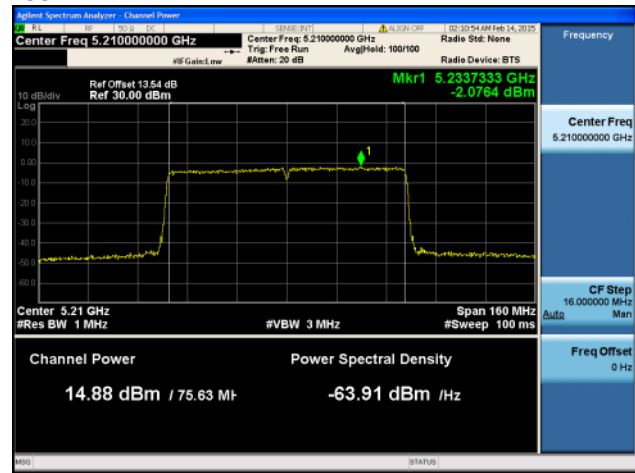 Agilent Spectrum Analyzer - Channel Power
RL RF 50 Ω DC SENSE:INT ALIGN OFF 02:10:54 AM Feb 14, 2015
Center Freq 5.210000000 GHz
Center Freq: 5.210000000 GHz
Radio Std: None
Trig: Free Run Avg|Hold: 100/100
#IFGain:Low #Atten: 20 dB Radio Device: BTS
Ref Offset 13.54 dB
Mkr1 5.2337333 GHz
10 dB/div Ref 30.00 dBm -2.0764 dBm
Log
20.0
10.0
0.00
-10.0
-20.0
-30.0
-40.0
-50.0
-60.0
1
Center 5.21 GHz Span 160 MHz
#Res BW 1 MHz #VBW 3 MHz #Sweep 100 ms
Channel Power Power Spectral Density
14.88 dBm / 75.63 MH -63.91 dBm /Hz
MSG STATUS
Frequency
Center Freq
5.210000000 GHz
CF Step
16.000000 MHz
Auto Man
Freq Offset
0 Hz